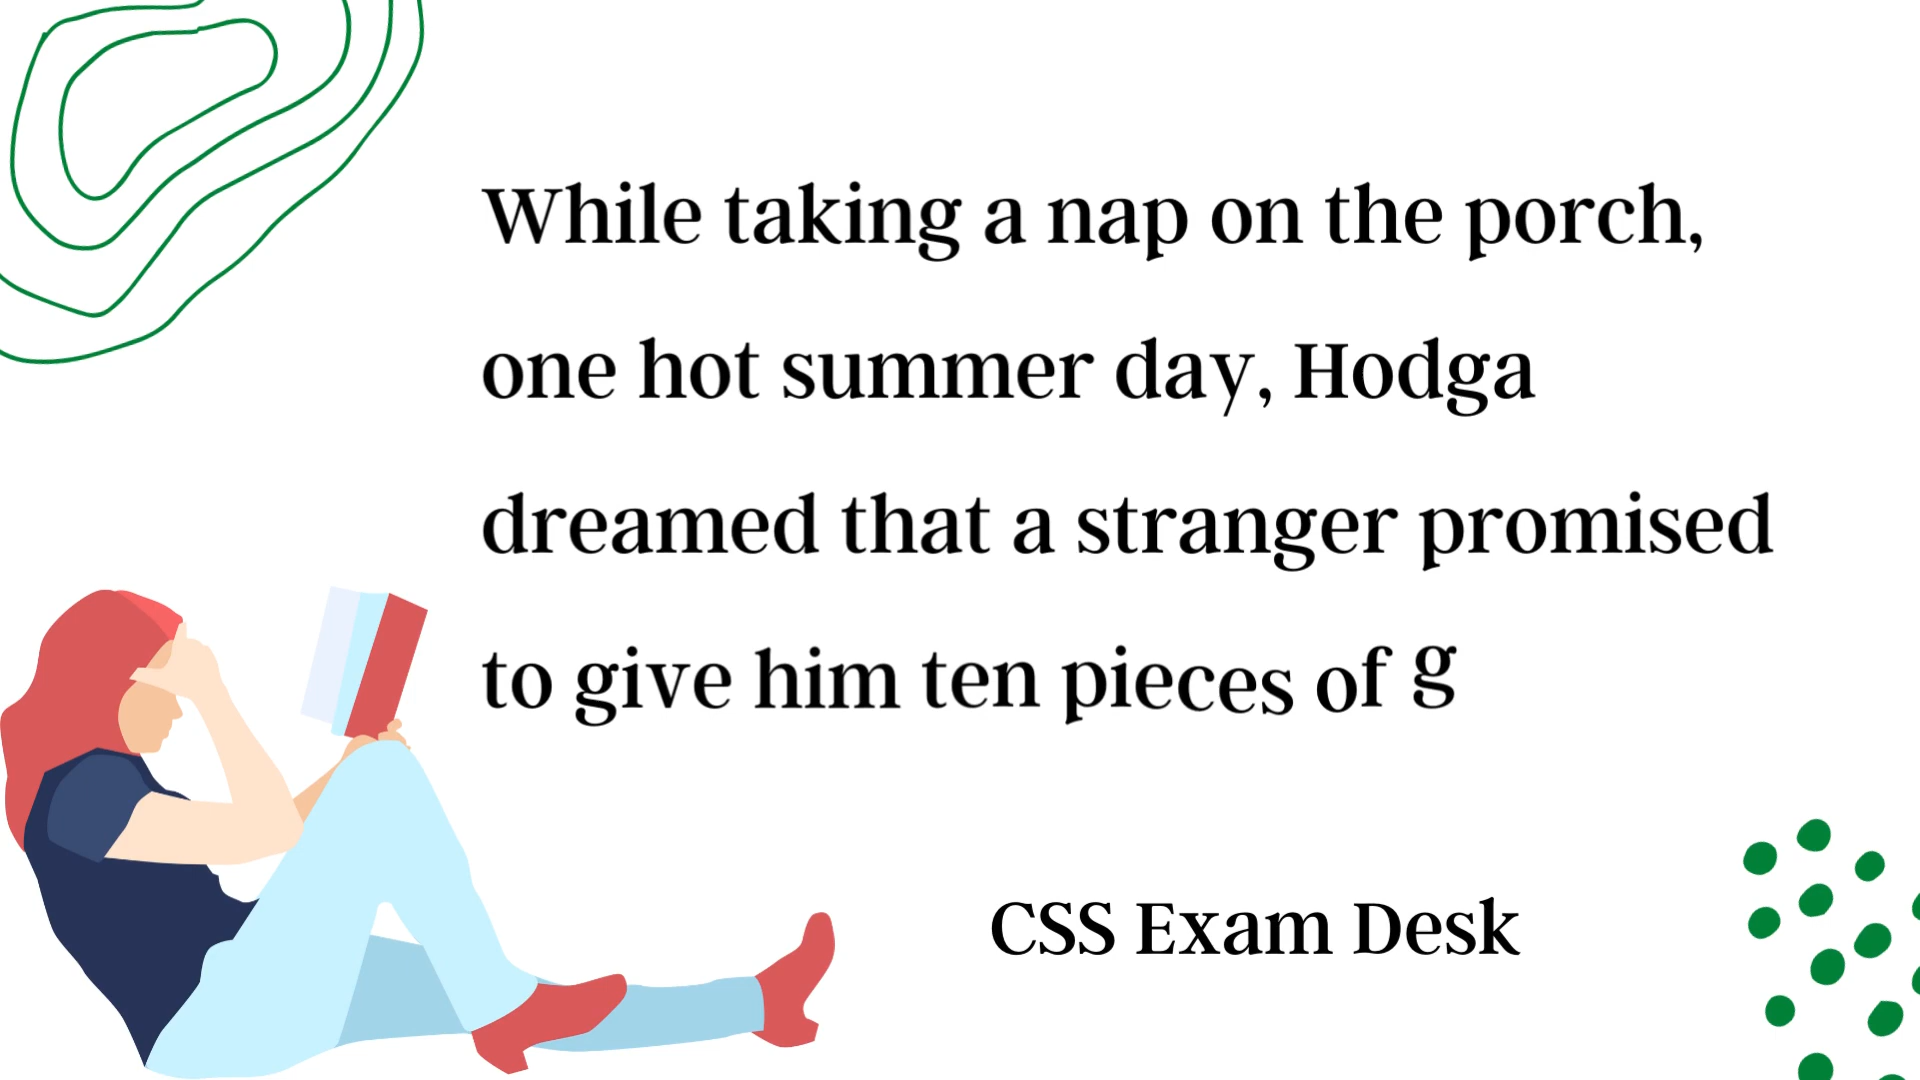 While taking a nap on the porch,
one hot summer day, Hodga
dreamed that a stranger promised
to give him ten pieces of g
CSS Exam Desk